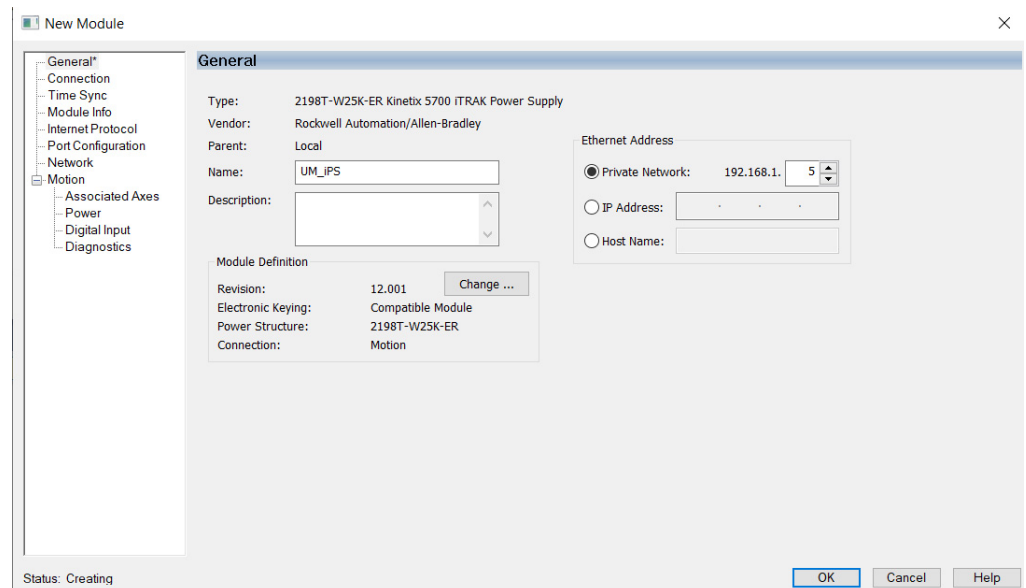 New Module
General*
Connection
Time Sync
Module Info
Internet Protocol
Port Configuration
Network
Motion
Associated Axes
Power
Digital Input
Diagnostics
General
Type: 2198T-W25K-ER Kinetix 5700 iTRAK Power Supply
Vendor: Rockwell Automation/Allen-Bradley
Parent: Local
Name: UM_iPS
Description:
Module Definition
Revision: 12.001 Change ...
Electronic Keying: Compatible Module
Power Structure: 2198T-W25K-ER
Connection: Motion
Ethernet Address
Private Network: 192.168.1. 5
IP Address: . . .
Host Name:
Status: Creating
OK Cancel Help